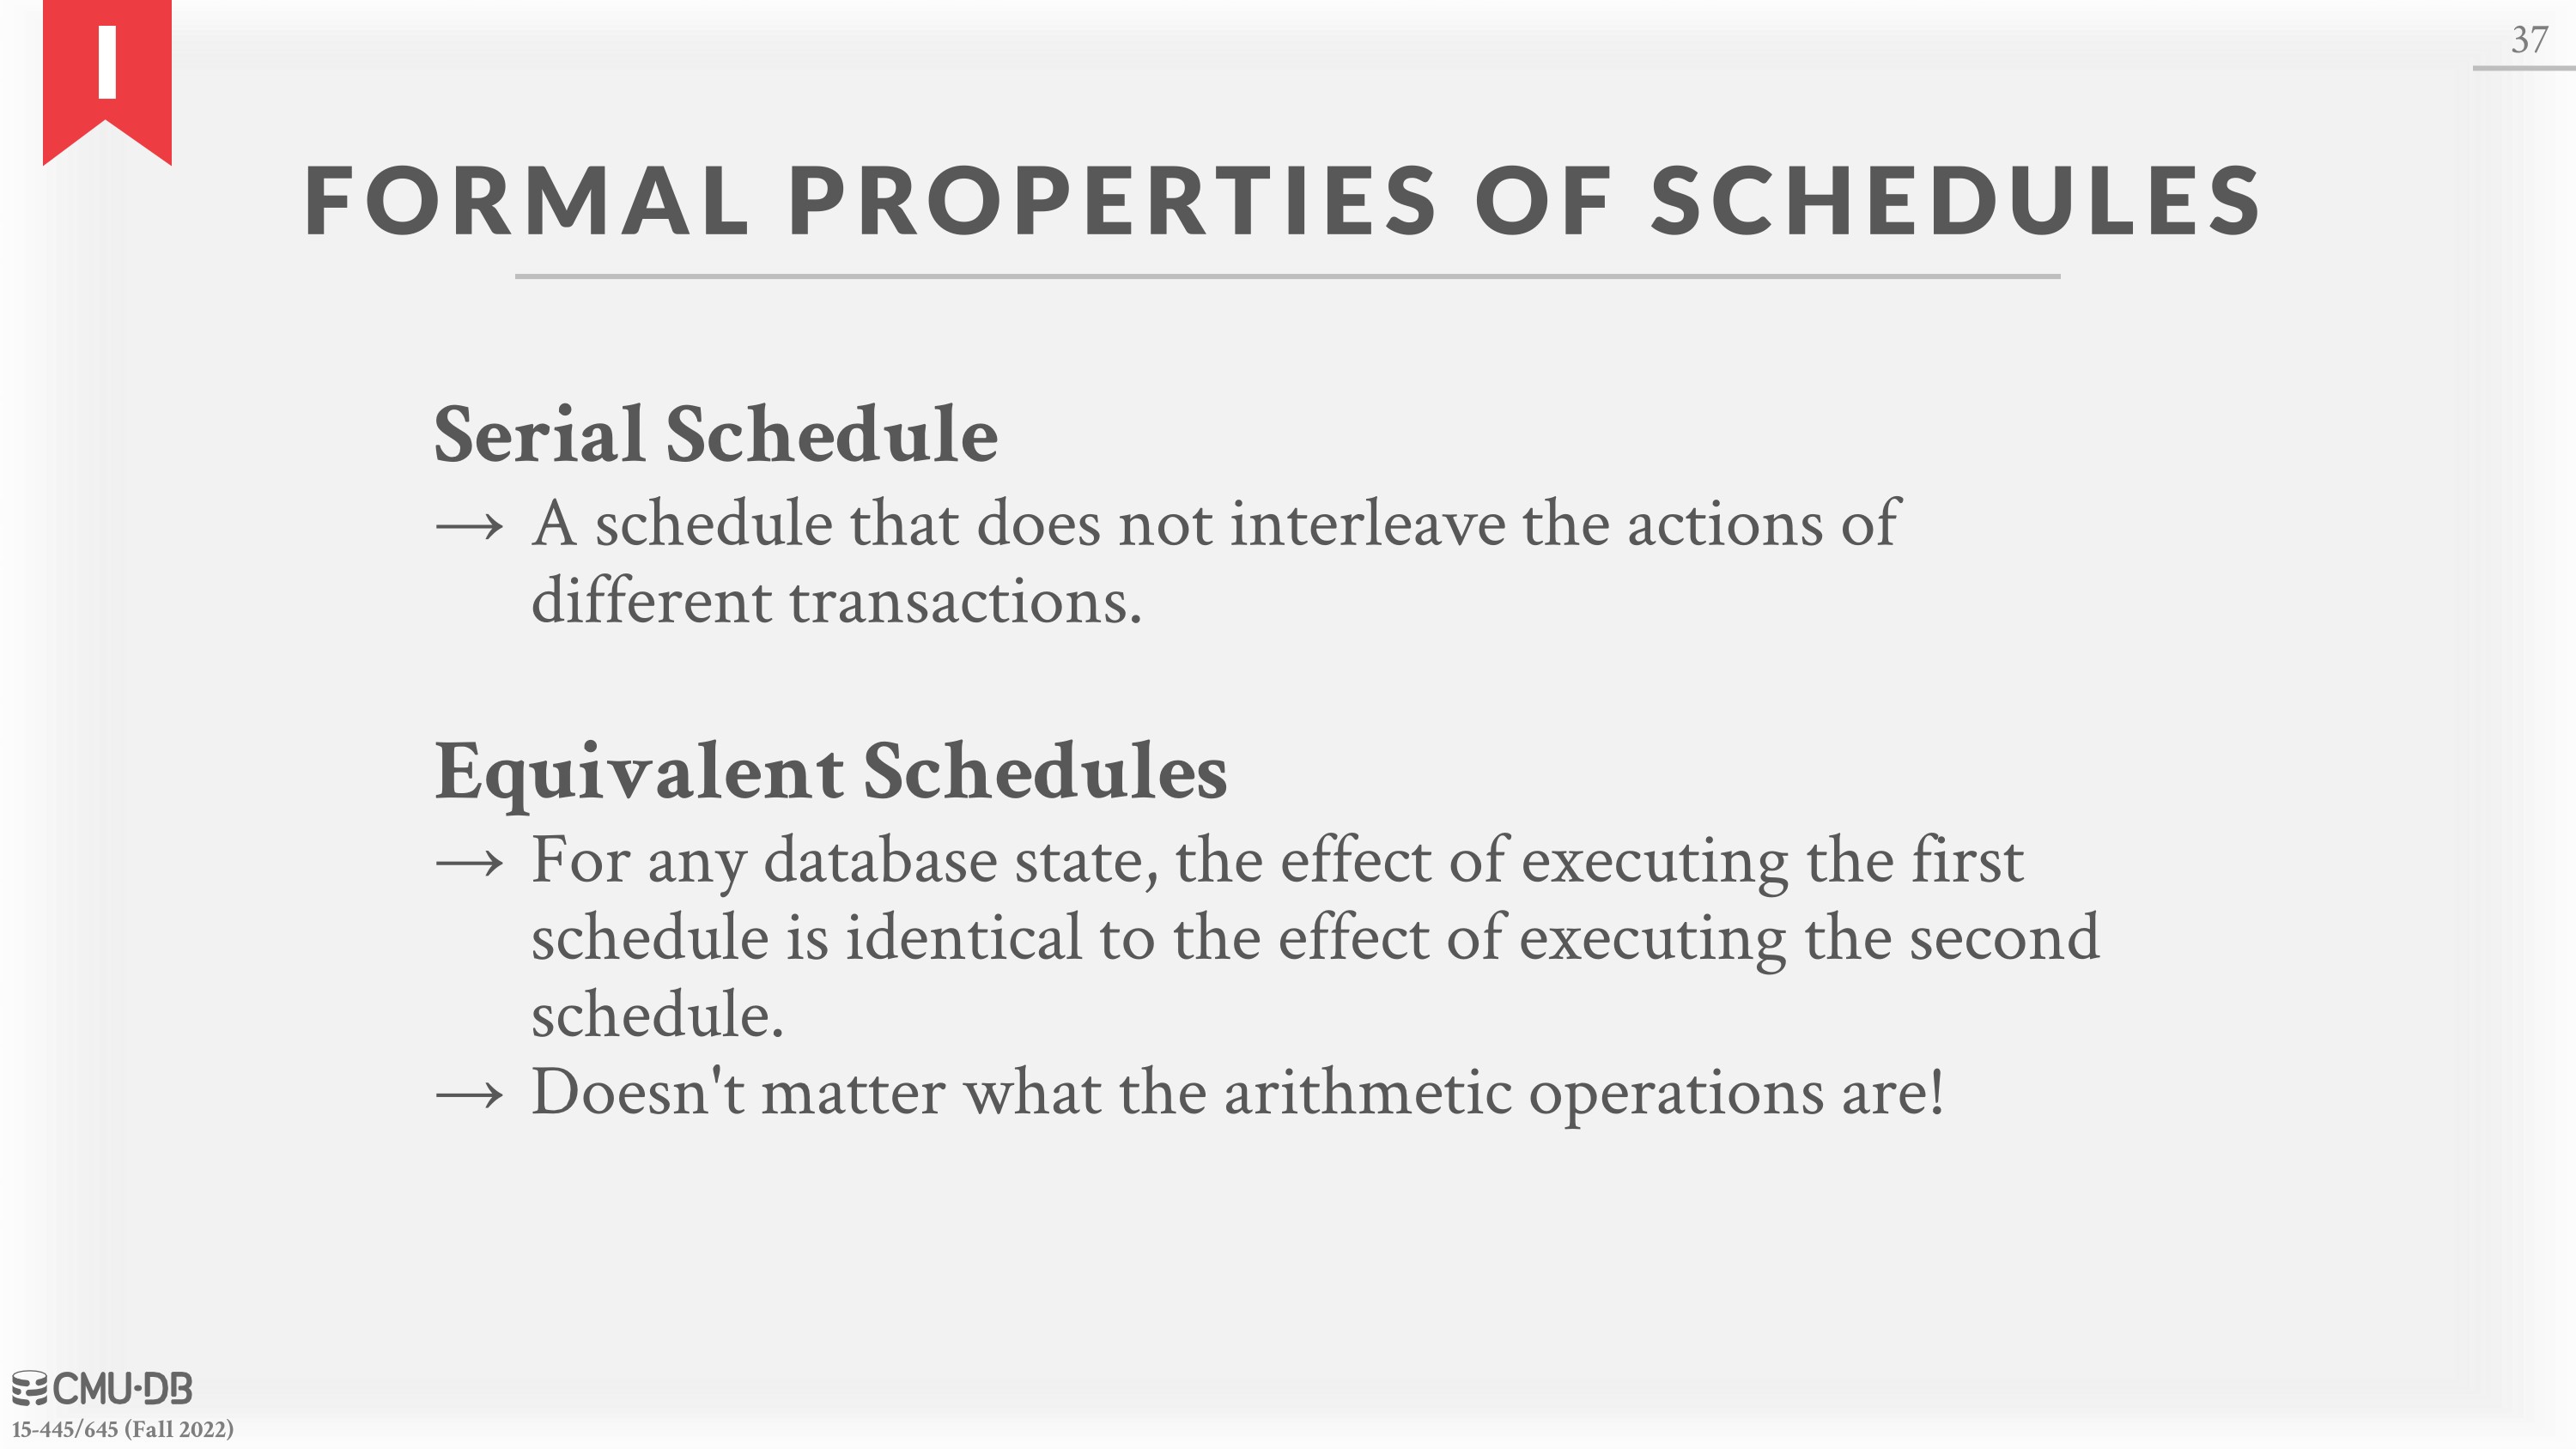 I
37
FORMAL PROPERTIES OF SCHEDULES
Serial Schedule
→ A schedule that does not interleave the actions of
different transactions.
Equivalent Schedules
→ For any database state, the effect of executing the first
schedule is identical to the effect of executing the second
schedule.
→ Doesn't matter what the arithmetic operations are!
CMU·DB
15-445/645 (Fall 2022)